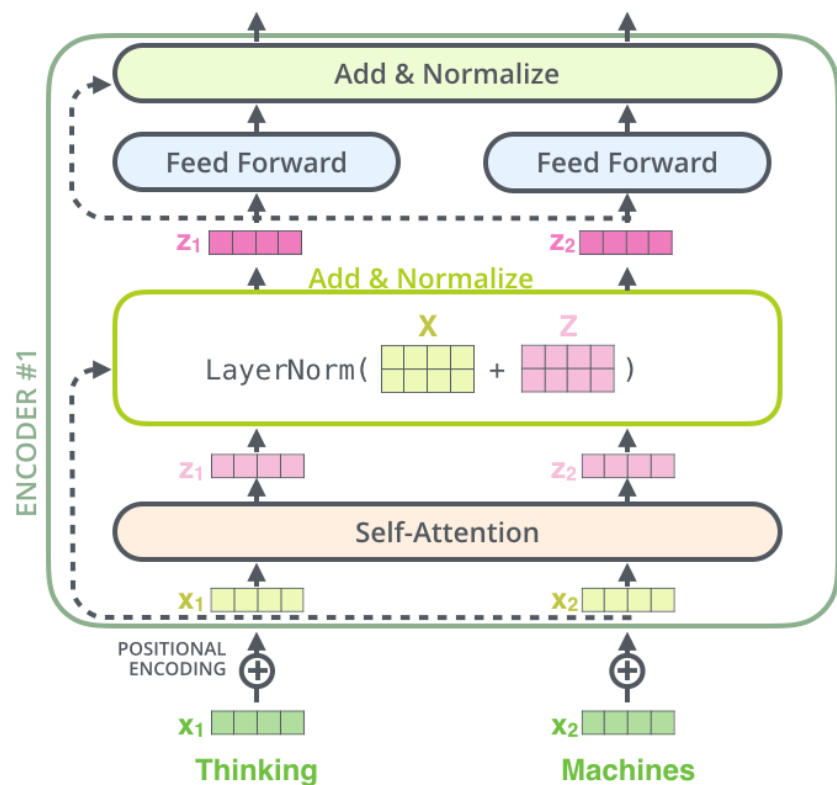 Add & Normalize
Feed Forward Feed Forward
z1 z2
Add & Normalize
X Z
LayerNorm( + )
ENCODER #1
z1 z2
Self-Attention
x1 x2
POSITIONAL
ENCODING
x1 x2
Thinking Machines